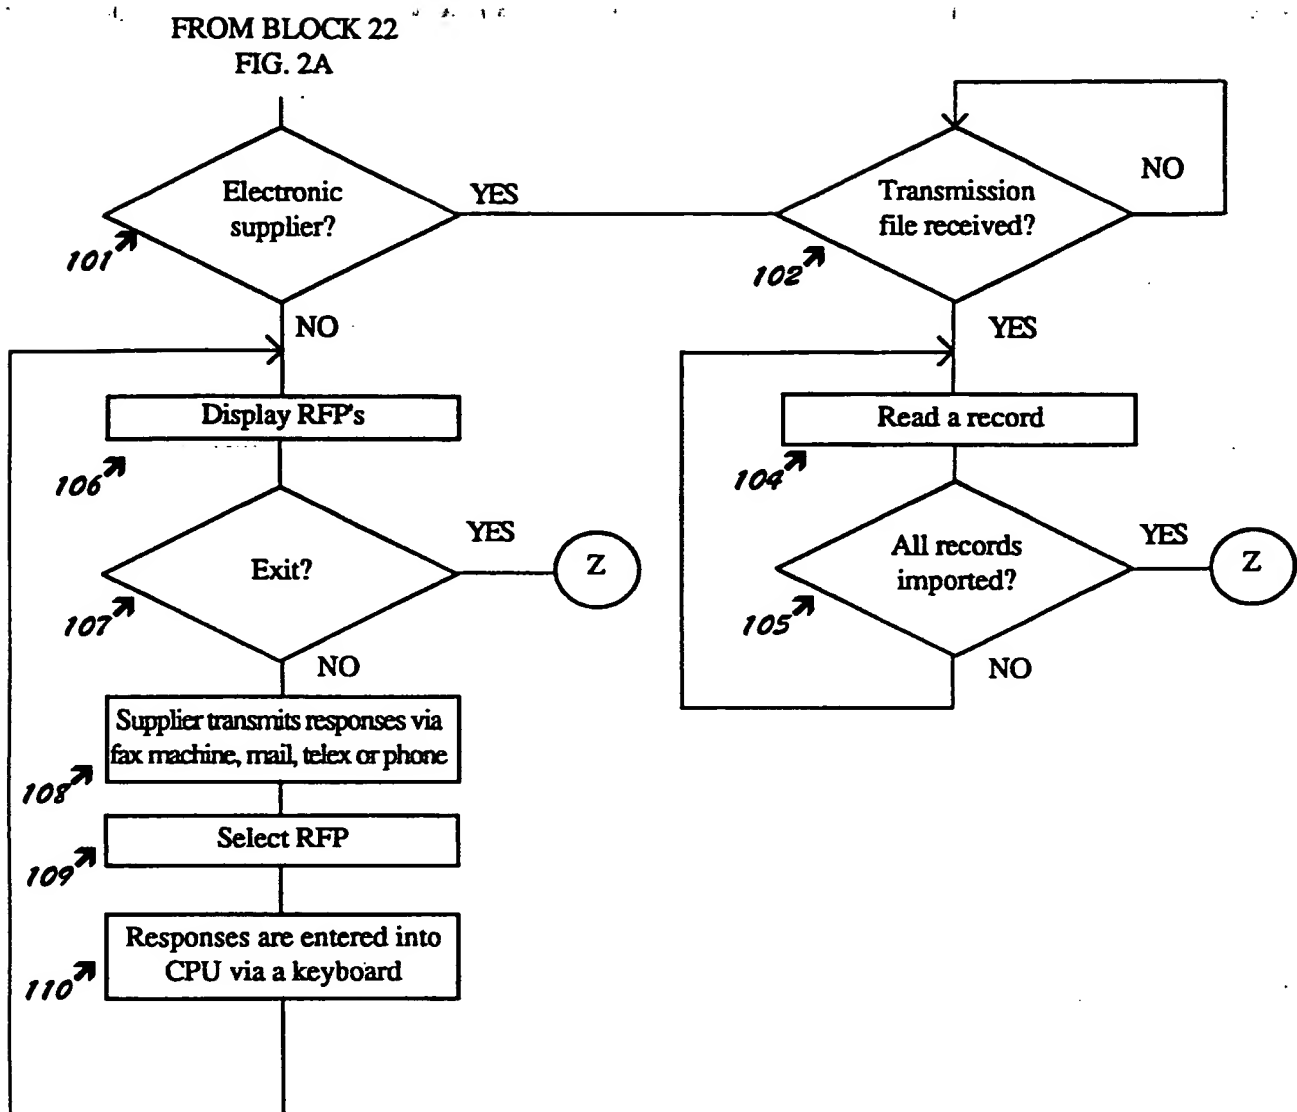 FROM BLOCK 22
FIG. 2A
Electronic
supplier?
YES
101
NO
Transmission
file received?
NO
102
YES
Display RFP's
106
Read a record
104
Exit?
YES
Z
107
NO
All records
imported?
YES
Z
105
NO
Supplier transmits responses via
fax machine, mail, telex or phone
108
Select RFP
109
Responses are entered into
CPU via a keyboard
110